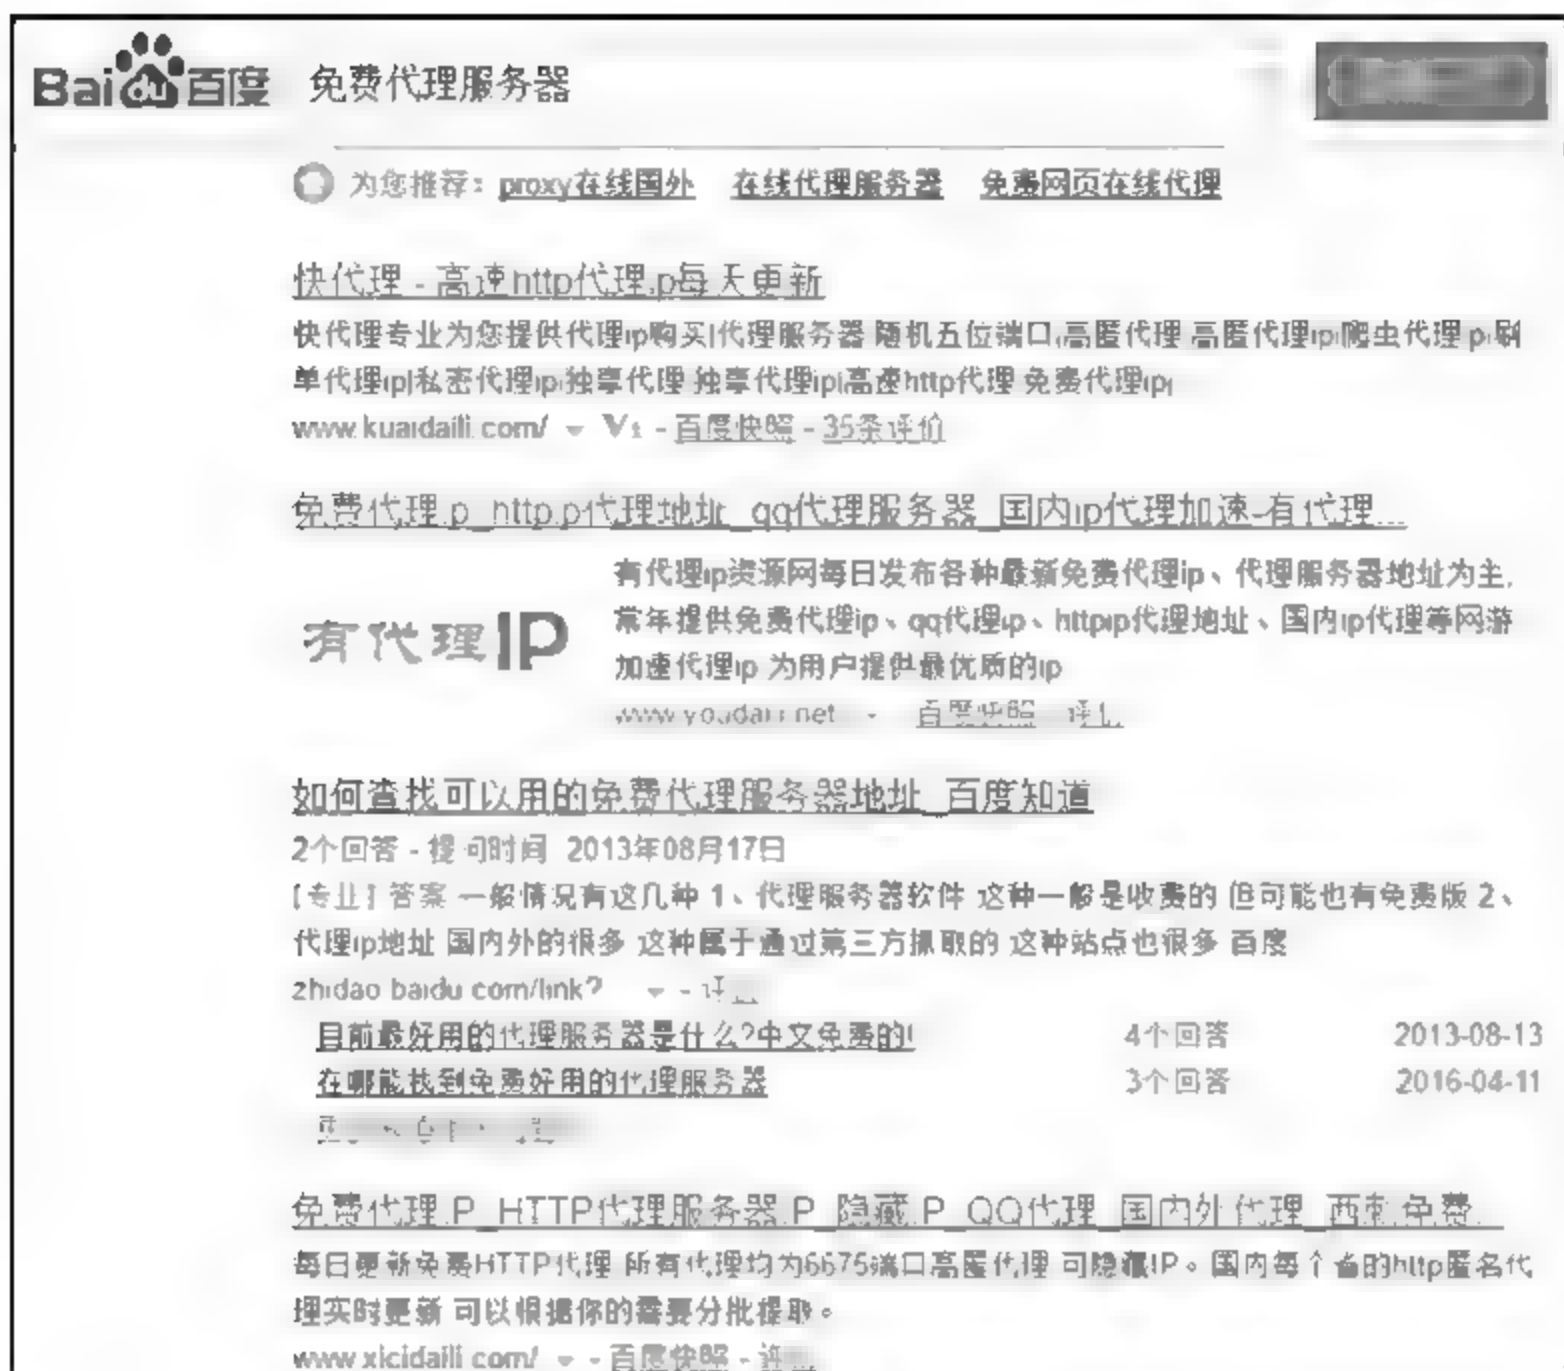 Bai du 百度 免费代理服务器
为您推荐: proxy在线国外 在线代理服务器 免费网页在线代理
快代理 - 高速http代理ip每天更新
快代理专业为您提供代理ip购买|代理服务器 随机五位端口,高匿代理 高匿代理ip|爬虫代理ip|刷
单代理ip|私密代理ip|独享代理 独享代理ip|高速http代理 免费代理ip|
www.kuaidaili.com/ V1 - 百度快照 - 35条评价
免费代理ip_http ip代理地址_qq代理服务器_国内ip代理加速-有代理...
有代理IP
有代理ip资源网每日发布各种最新免费代理ip、代理服务器地址为主,
常年提供免费代理ip、qq代理ip、httpip代理地址、国内ip代理等网游
加速代理ip 为用户提供最优质的ip
www.youdaili.net - 百度快照 评价
如何查找可以用的免费代理服务器地址_百度知道
2个回答 - 提问时间 2013年08月17日
[专业] 答案 一般情况有这几种 1、代理服务器软件 这种一般是收费的 但可能也有免费版 2、
代理ip地址 国内外的很多 这种属于通过第三方抓取的 这种站点也很多 百度
zhidao.baidu.com/link? -
目前最好用的代理服务器是什么?中文免费的! 4个回答 2013-08-13
在哪能找到免费好用的代理服务器 3个回答 2016-04-11
免费代理IP_HTTP代理服务器IP_隐藏IP_QQ代理_国内外代理_西刺免费...
每日更新免费HTTP代理 所有代理均为6675端口高匿代理 可隐藏IP。国内每个省的http匿名代
理实时更新 可以根据你的需要分批提取。
www.xicidaili.com/ - 百度快照 -